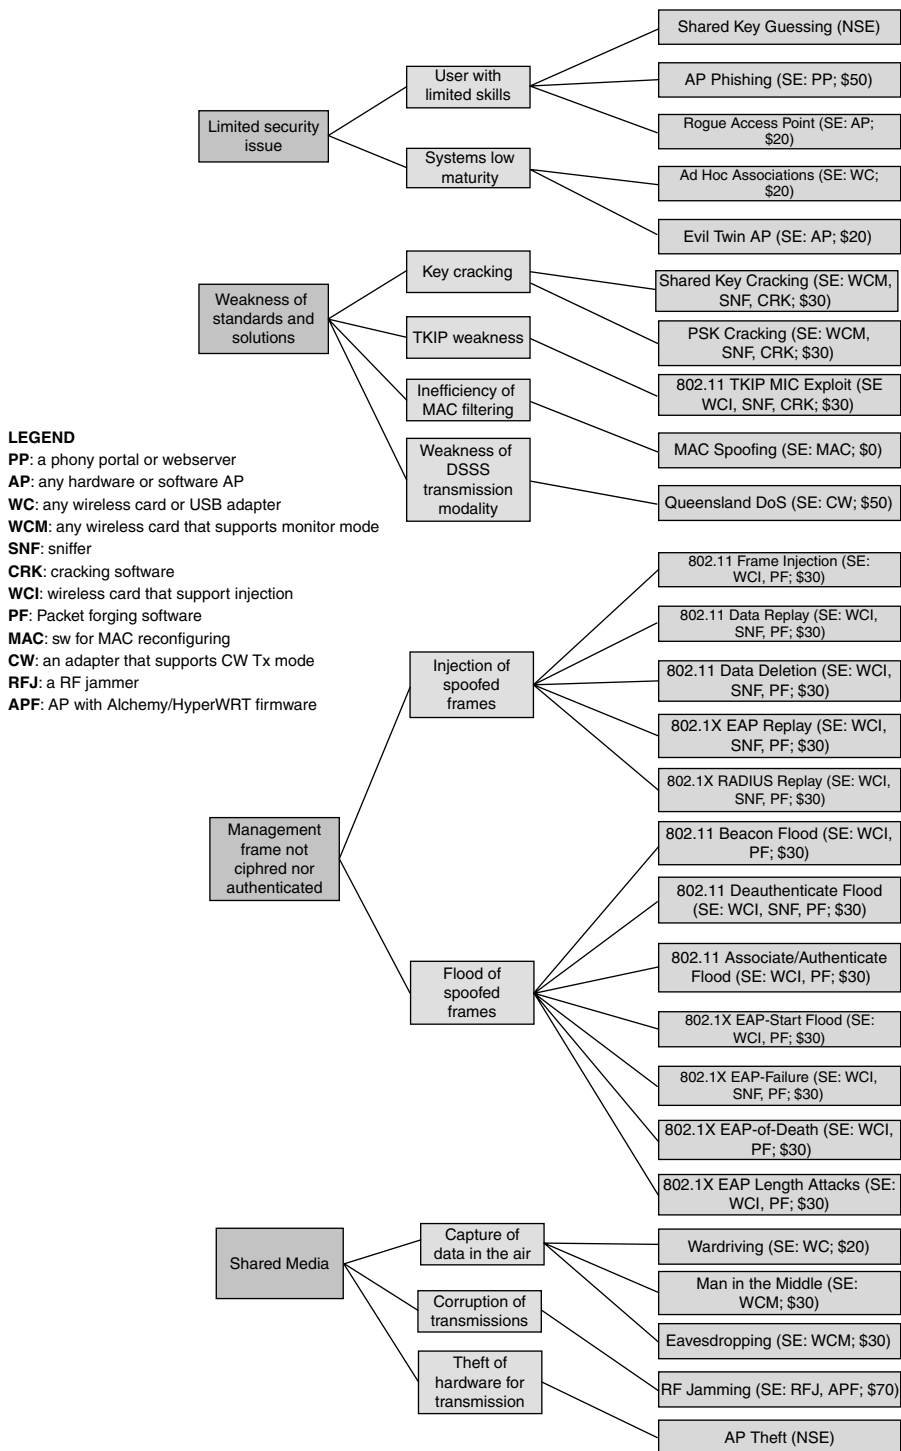 Shared Key Guessing (NSE)
User with
limited skills
AP Phishing (SE: PP; $50)
Limited security
issue
Rogue Access Point (SE: AP;
$20)
Systems low
maturity
Ad Hoc Associations (SE: WC;
$20)
Evil Twin AP (SE: AP; $20)
Key cracking
Shared Key Cracking (SE: WCM,
SNF, CRK; $30)
Weakness of
standards and
solutions
TKIP weakness
PSK Cracking (SE: WCM,
SNF, CRK; $30)
Inefficiency of
MAC filtering
802.11 TKIP MIC Exploit (SE
WCI, SNF, CRK; $30)
Weakness of
DSSS
transmission
modality
MAC Spoofing (SE: MAC; $0)
Queensland DoS (SE: CW; $50)
LEGEND
PP: a phony portal or webserver
AP: any hardware or software AP
WC: any wireless card or USB adapter
WCM: any wireless card that supports monitor mode
SNF: sniffer
CRK: cracking software
WCI: wireless card that support injection
PF: Packet forging software
MAC: sw for MAC reconfiguring
CW: an adapter that supports CW Tx mode
RFJ: a RF jammer
APF: AP with Alchemy/HyperWRT firmware
802.11 Frame Injection (SE:
WCI, PF; $30)
802.11 Data Replay (SE: WCI,
SNF, PF; $30)
Injection of
spoofed
frames
802.11 Data Deletion (SE: WCI,
SNF, PF; $30)
802.1X EAP Replay (SE: WCI,
SNF, PF; $30)
802.1X RADIUS Replay (SE: WCI,
SNF, PF; $30)
Management
frame not
ciphred nor
authenticated
802.11 Beacon Flood (SE: WCI,
PF; $30)
802.11 Deauthenticate Flood
(SE: WCI, SNF, PF; $30)
Flood of
spoofed
frames
802.11 Associate/Authenticate
Flood (SE: WCI, PF; $30)
802.1X EAP-Start Flood (SE:
WCI, PF; $30)
802.1X EAP-Failure (SE: WCI,
SNF, PF; $30)
802.1X EAP-of-Death (SE: WCI,
PF; $30)
802.1X EAP Length Attacks (SE:
WCI, PF; $30)
Shared Media
Capture of
data in the air
Wardriving (SE: WC; $20)
Man in the Middle (SE:
WCM; $30)
Corruption of
transmissions
Eavesdropping (SE: WCM; $30)
Theft of
hardware for
transmission
RF Jamming (SE: RFJ, APF; $70)
AP Theft (NSE)